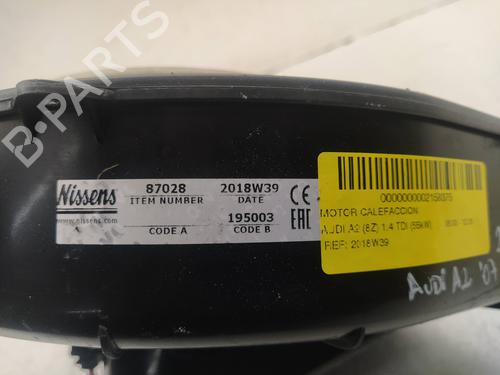 B-Parts
Nissens
www.nissens.com
87028
ITEM NUMBER
2018W39
DATE
CE
195003
EAC
CODE A
CODE B
MOTOR CALEFACCION
AUDI A2 (8Z) 1.4 TDI (55kW)
REF: 2018W39
AUDI A2 '07